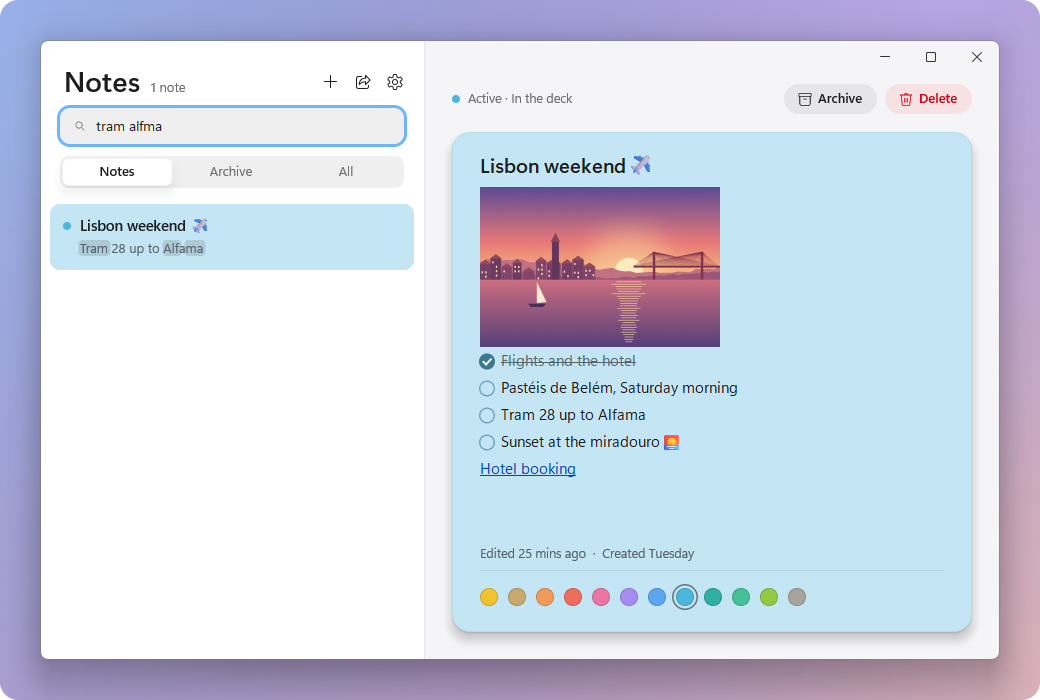 Notes 1 note
tram alfma
Notes Archive All
Lisbon weekend
Tram 28 up to Alfama
Active · In the deck
Archive Delete
Lisbon weekend
Flights and the hotel
Pastéis de Belém, Saturday morning
Tram 28 up to Alfama
Sunset at the miradouro
Hotel booking
Edited 25 mins ago · Created Tuesday